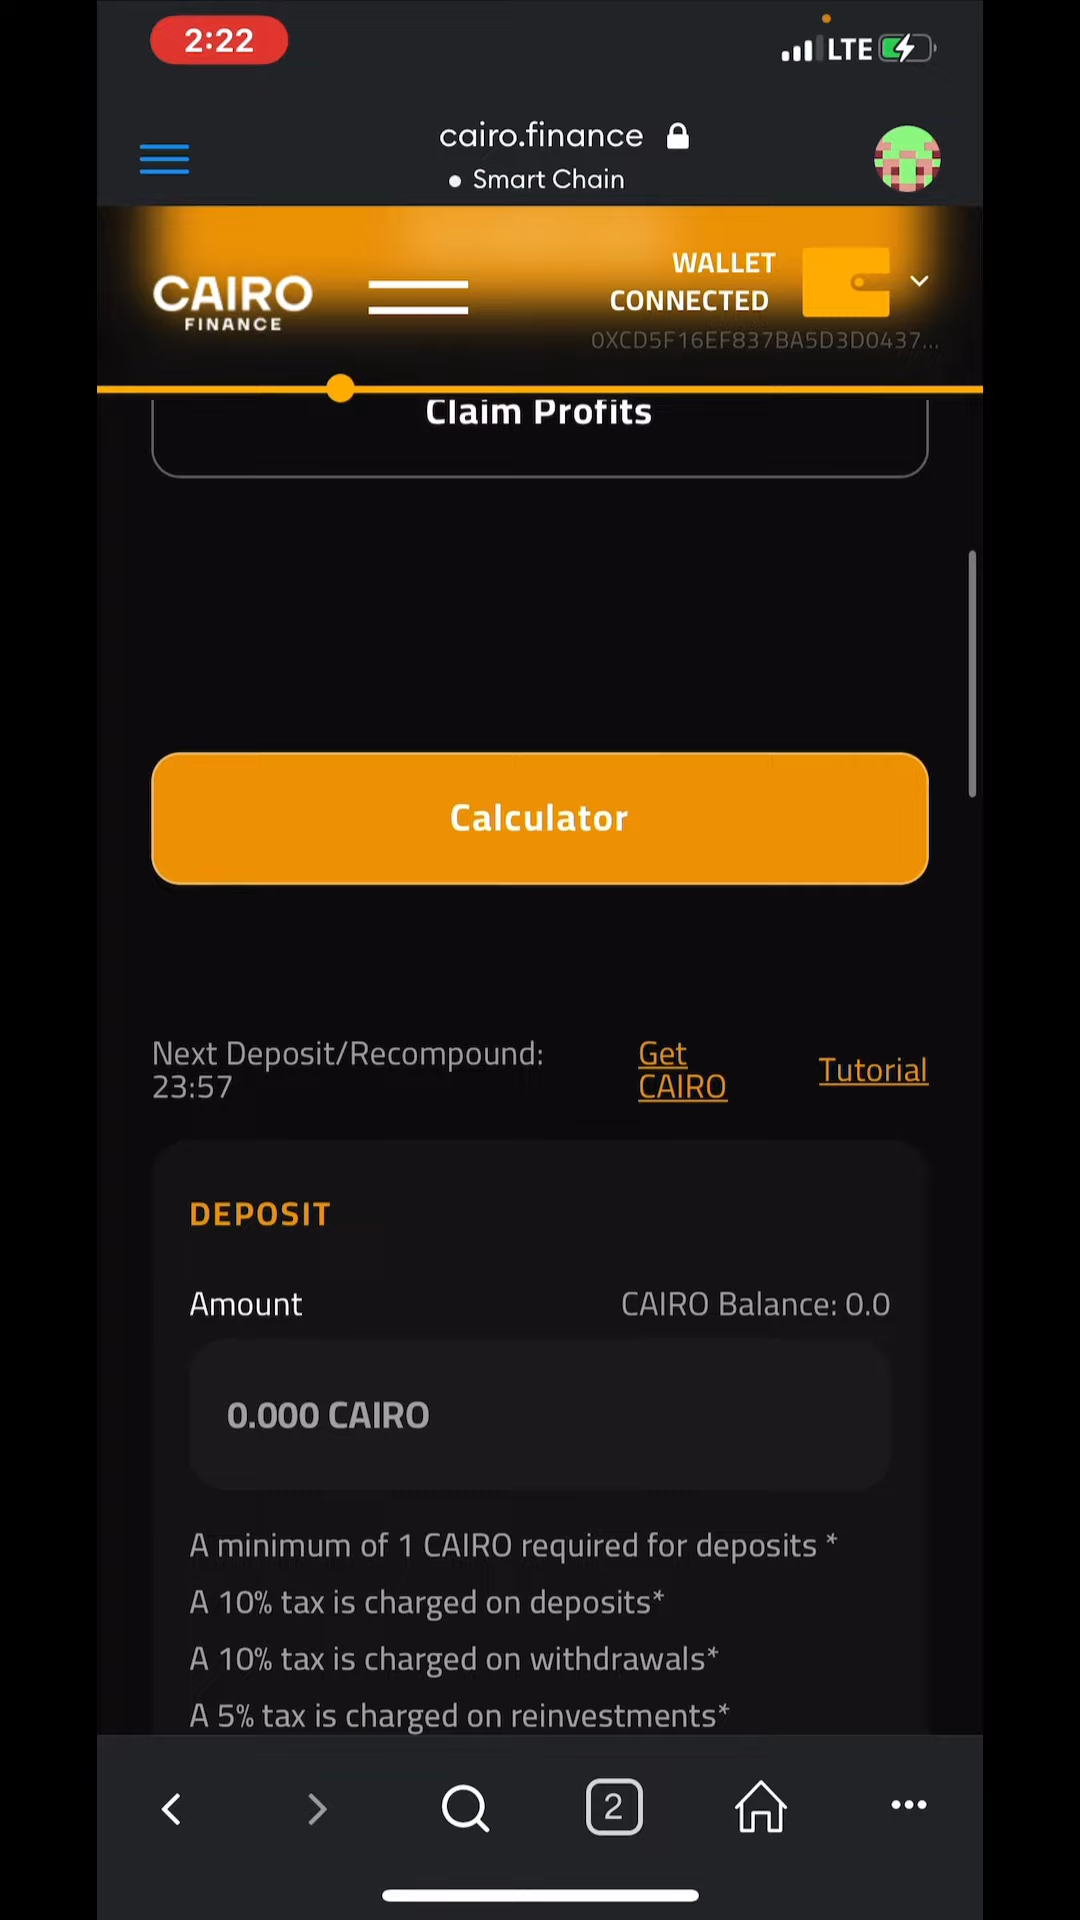 2:22
LTE
cairo.finance
Smart Chain
CAIRO
FINANCE
WALLET
CONNECTED
0XCD5F16EF837BA5D3D0437...
Claim Profits
Calculator
Next Deposit/Recompound:
23:57
Get
CAIRO
Tutorial
DEPOSIT
Amount
CAIRO Balance: 0.0
0.000 CAIRO
A minimum of 1 CAIRO required for deposits *
A 10% tax is charged on deposits*
A 10% tax is charged on withdrawals*
A 5% tax is charged on reinvestments*
2